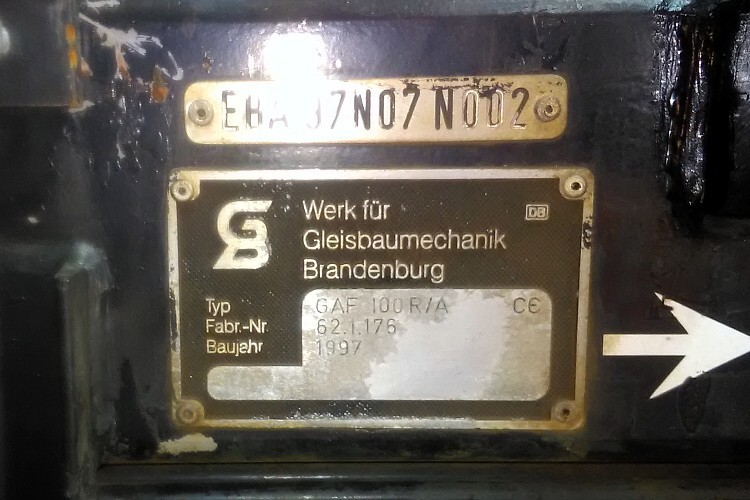 EBA 97N07 N002
Werk für
DB
Gleisbaumechanik
Brandenburg
Typ GAF 100 R/A CE
Fabr.-Nr. 62.1.176
Baujahr 1997